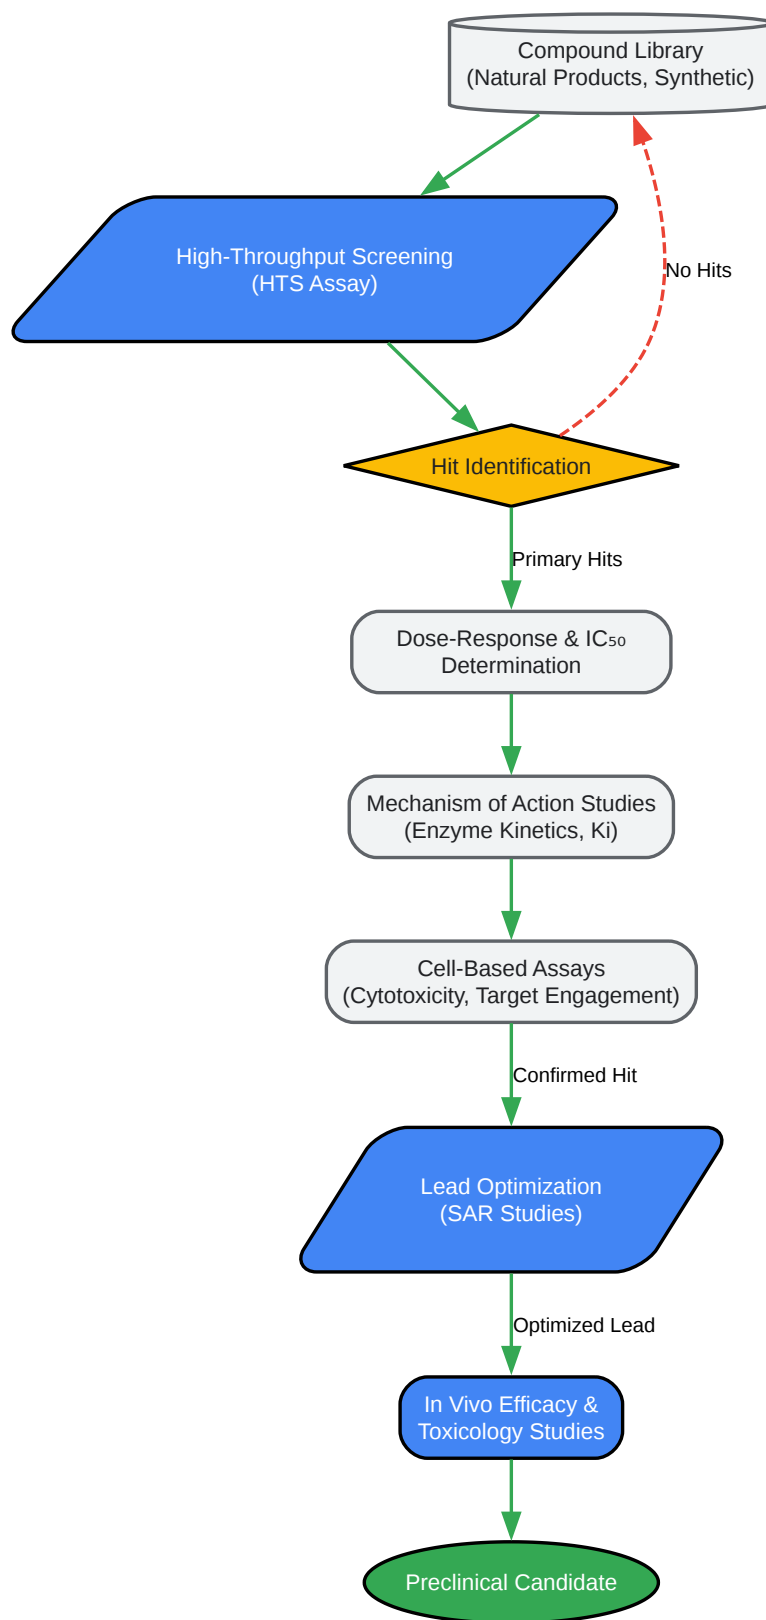 Compound Library
(Natural Products, Synthetic)
High-Throughput Screening
(HTS Assay)
No Hits
Hit Identification
Primary Hits
Dose-Response & IC₅₀
Determination
Mechanism of Action Studies
(Enzyme Kinetics, Ki)
Cell-Based Assays
(Cytotoxicity, Target Engagement)
Confirmed Hit
Lead Optimization
(SAR Studies)
Optimized Lead
In Vivo Efficacy &
Toxicology Studies
Preclinical Candidate